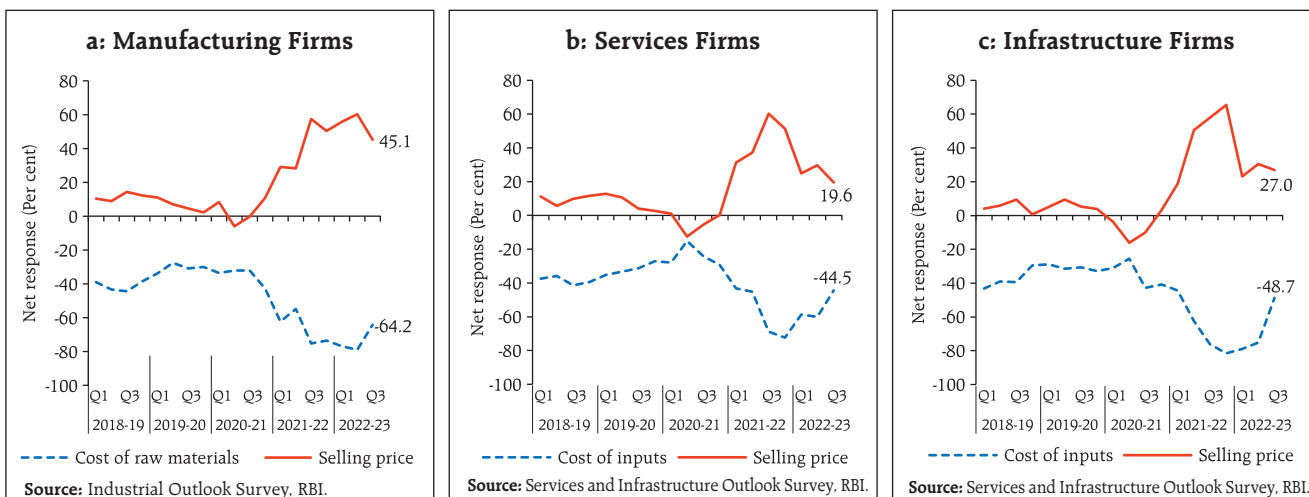 a: Manufacturing Firms
Net response (Per cent)
80
60
40
20
0
-20
-40
-60
-80
-100
45.1
-64.2
Q1 Q3 Q1 Q3 Q1 Q3 Q1 Q3 Q1 Q3
2018-19 2019-20 2020-21 2021-22 2022-23
Cost of raw materials Selling price
Source: Industrial Outlook Survey, RBI.
b: Services Firms
Net response (Per cent)
80
60
40
20
0
-20
-40
-60
-80
-100
19.6
-44.5
Q1 Q3 Q1 Q3 Q1 Q3 Q1 Q3 Q1 Q3
2018-19 2019-20 2020-21 2021-22 2022-23
Cost of inputs Selling price
Source: Services and Infrastructure Outlook Survey, RBI.
c: Infrastructure Firms
Net response (Per cent)
80
60
40
20
0
-20
-40
-60
-80
-100
27.0
-48.7
Q1 Q3 Q1 Q3 Q1 Q3 Q1 Q3 Q1 Q3
2018-19 2019-20 2020-21 2021-22 2022-23
Cost of inputs Selling price
Source: Services and Infrastructure Outlook Survey, RBI.